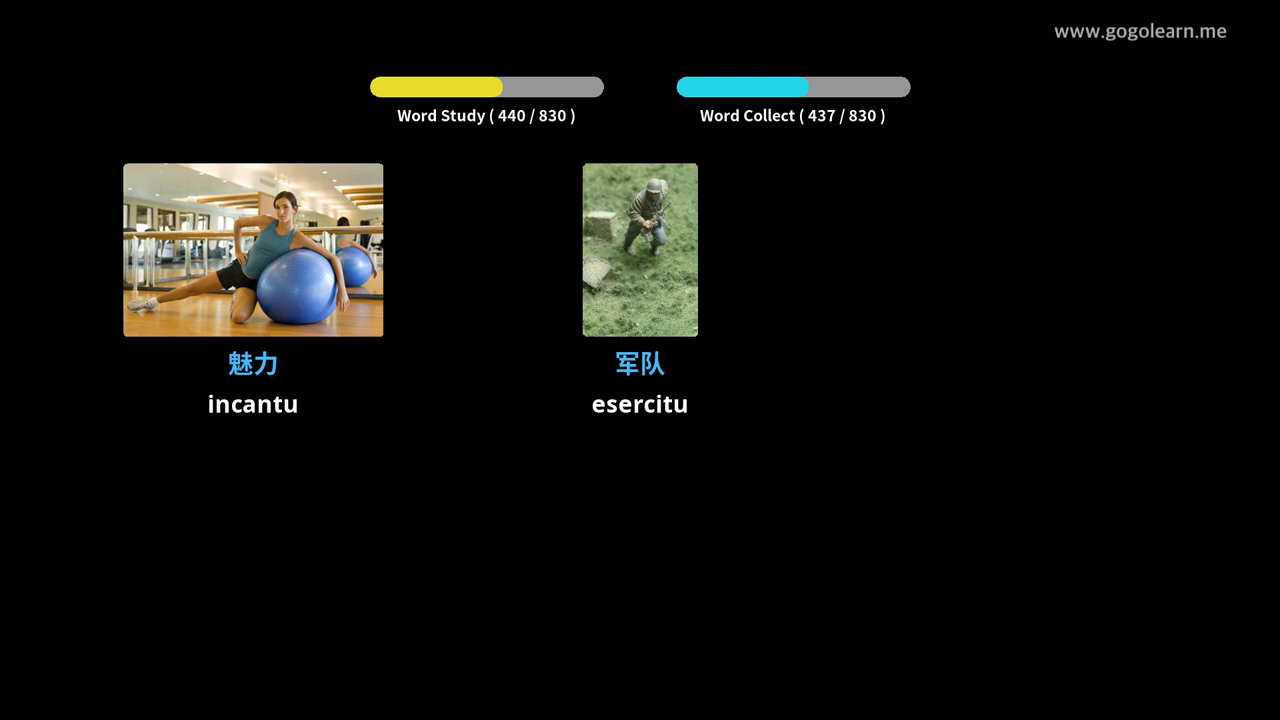 www.gogolearn.me
Word Study ( 440 / 830 )
Word Collect ( 437 / 830 )
魅力
军队
incantu
esercitu